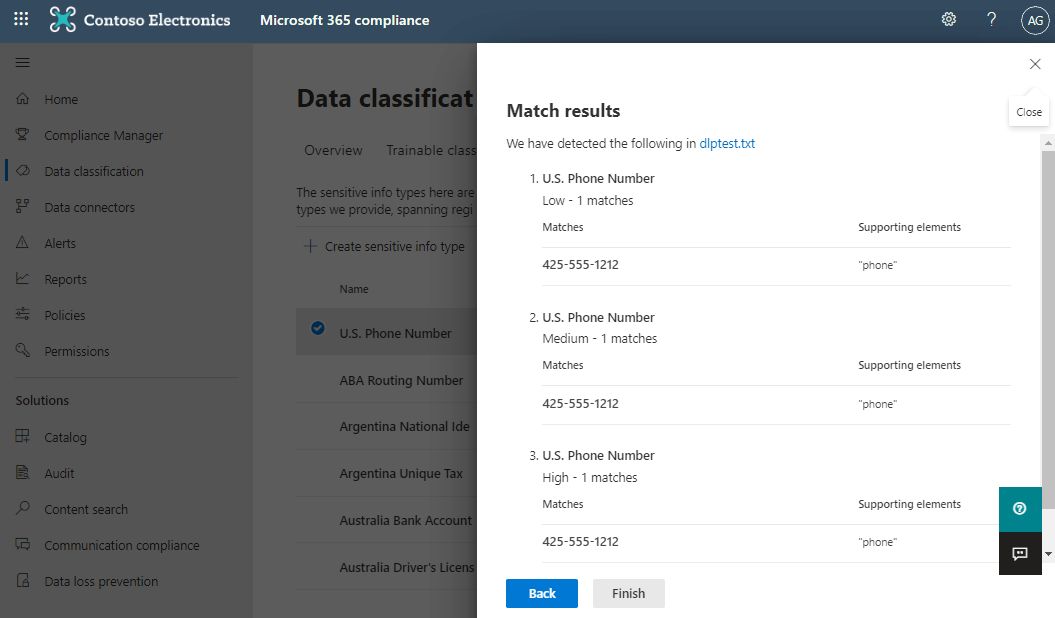 Contoso Electronics
Microsoft 365 compliance
?
AG
Home
Compliance Manager
Data classification
Data connectors
Alerts
Reports
Policies
Permissions
Solutions
Catalog
Audit
Content search
Communication compliance
Data loss prevention
Data classificat
Overview
Trainable class
The sensitive info types here are
types we provide, spanning regi
+ Create sensitive info type
Name
U.S. Phone Number
ABA Routing Number
Argentina National Ide
Argentina Unique Tax
Australia Bank Account
Australia Driver's Licens
Close
Match results
We have detected the following in dlptest.txt
1. U.S. Phone Number
Low - 1 matches
Matches Supporting elements
425-555-1212 "phone"
2. U.S. Phone Number
Medium - 1 matches
Matches Supporting elements
425-555-1212 "phone"
3. U.S. Phone Number
High - 1 matches
Matches Supporting elements
425-555-1212 "phone"
Back
Finish